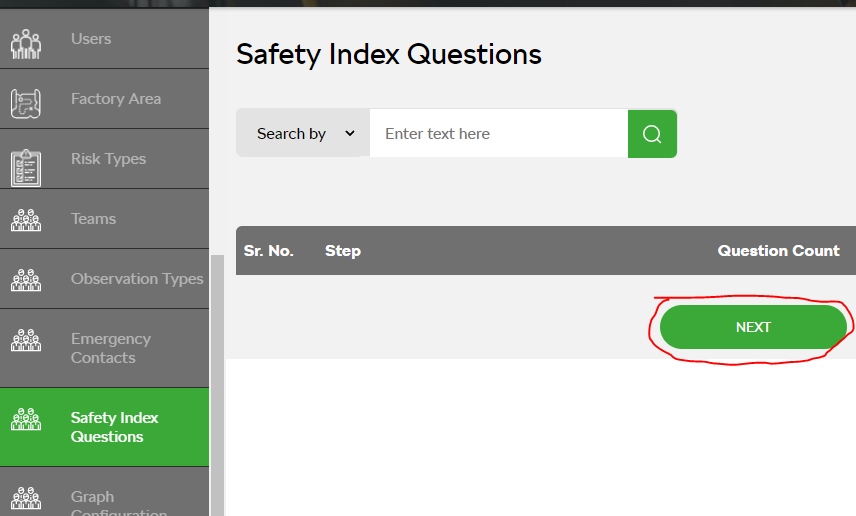 Users
Factory Area
Risk Types
Teams
Observation Types
Emergency
Contacts
Safety Index
Questions
Graph
Configuration
Safety Index Questions
Search by
Enter text here
Sr. No. Step Question Count
NEXT